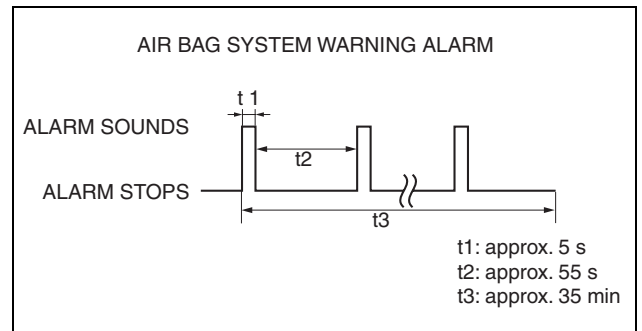 AIR BAG SYSTEM WARNING ALARM
t 1
ALARM SOUNDS
t2
ALARM STOPS
t3
t1: approx. 5 s
t2: approx. 55 s
t3: approx. 35 min